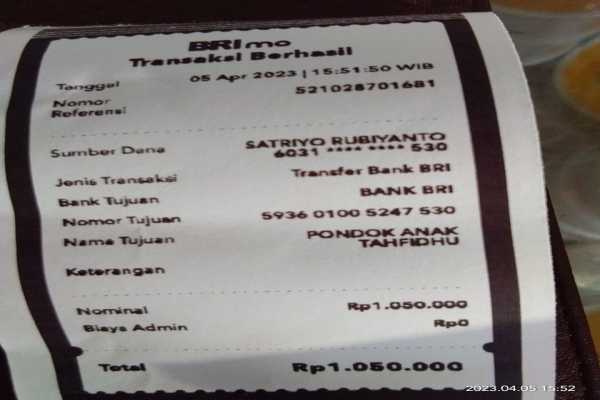 BRImo
Transaksi Berhasil
Tanggal 05 Apr 2023 | 15:51:50 WIB
Nomor Referensi 521028701681
Sumber Dana SATRIYO RUBIYANTO
6031 **** **** 530
Jenis Transaksi Transfer Bank BRI
Bank Tujuan BANK BRI
Nomor Tujuan 5936 0100 5247 530
Nama Tujuan PONDOK ANAK
TAHFIDHU
Keterangan
Nominal Rp1.050.000
Biaya Admin Rp0
Total Rp1.050.000
2023.04.05 15:52